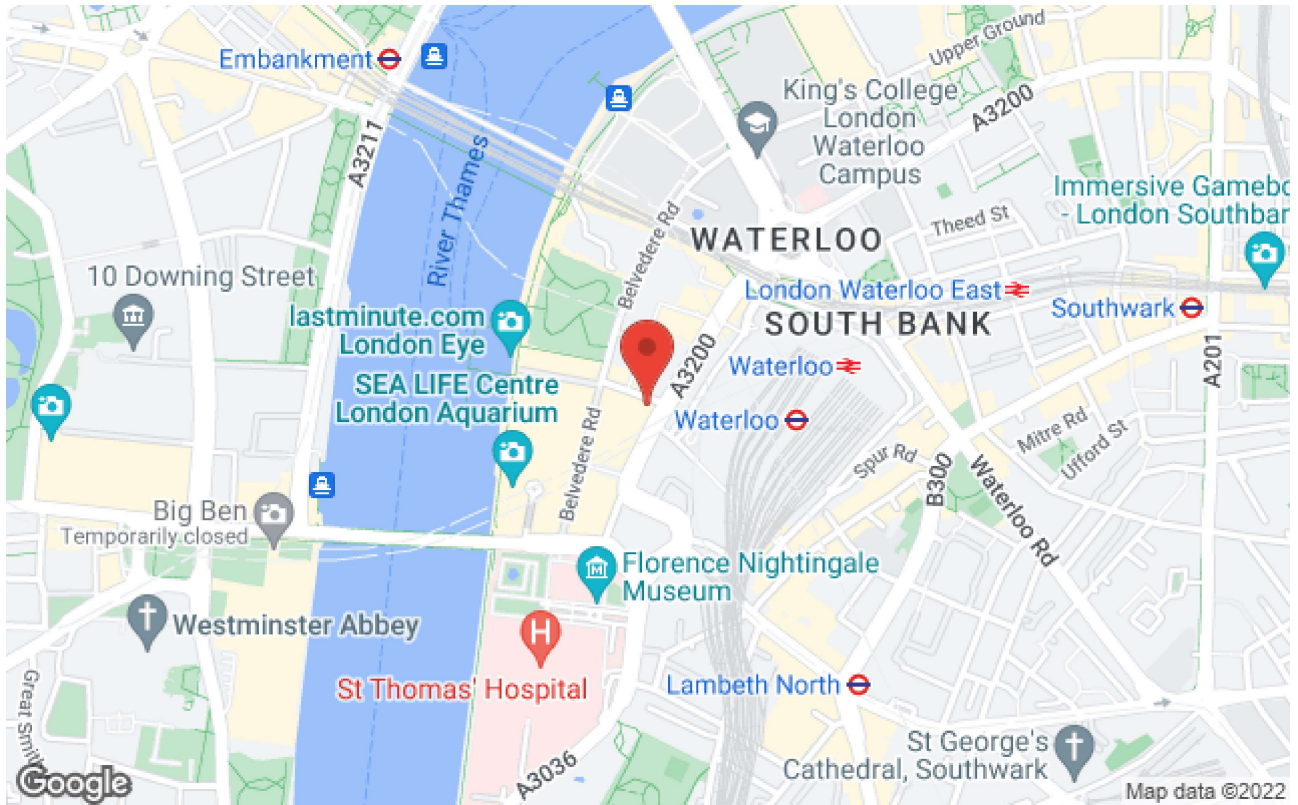 Embankment
Upper Ground
King's College
London
Waterloo
Campus
A3200
A3211
River Thames
Immersive Gamebo
- London Southban
Belvedere Rd
Theed St
WATERLOO
10 Downing Street
London Waterloo East
Southwark
lastminute.com
London Eye
SOUTH BANK
A3200
A201
Waterloo
SEA LIFE Centre
London Aquarium
Waterloo
Mitre Rd
Ufford St
Belvedere Rd
Spur Rd
B300
Waterloo Rd
Big Ben
Temporarily closed
Florence Nightingale
Museum
H
Westminster Abbey
St Thomas' Hospital
Lambeth North
Great Smith
St George's
Cathedral, Southwark
A3036
Google
Map data ©2022